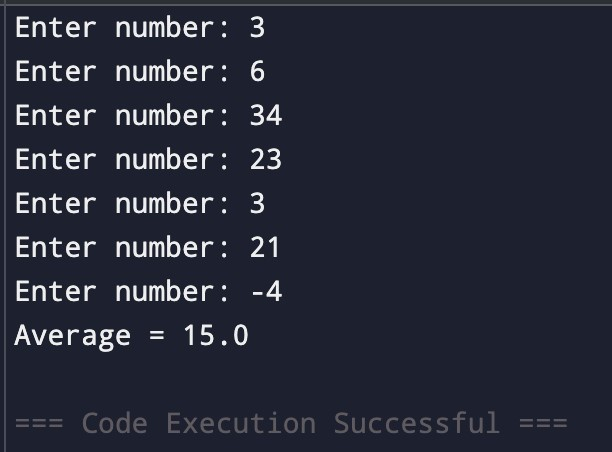 Enter number: 3
Enter number: 6
Enter number: 34
Enter number: 23
Enter number: 3
Enter number: 21
Enter number: -4
Average = 15.0
=== Code Execution Successful ===